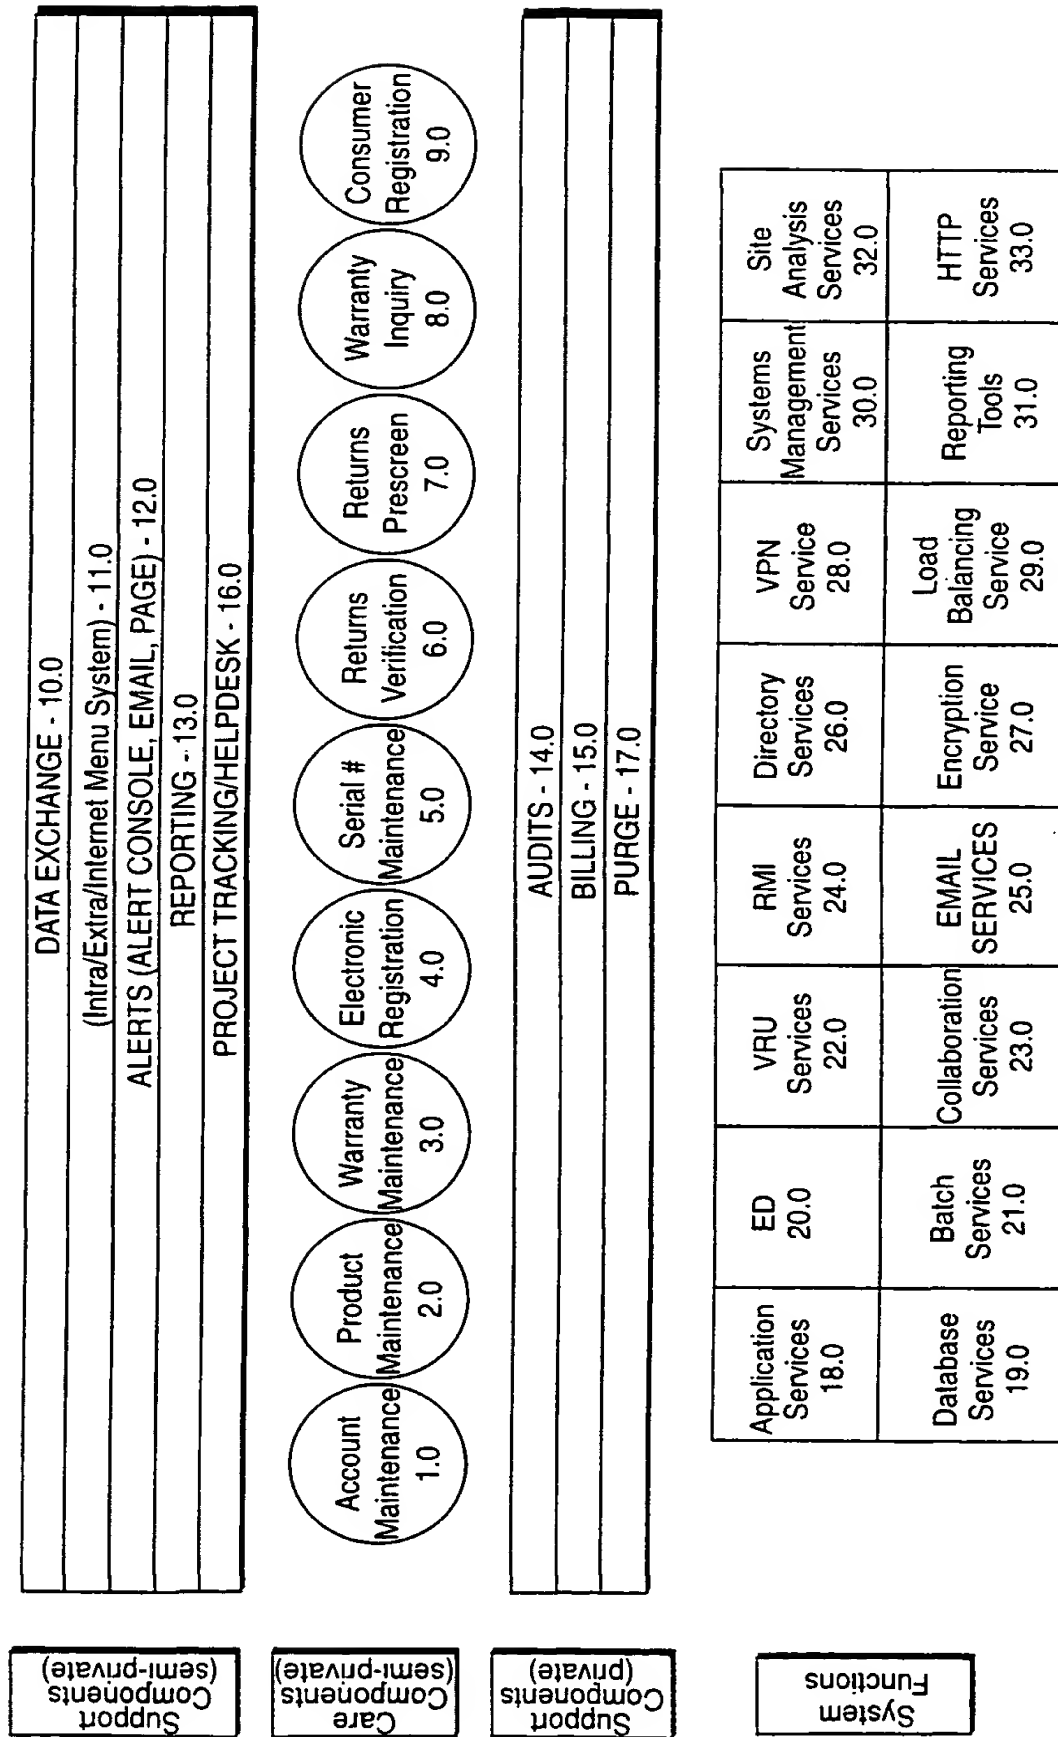 Support
Components
(semi-private)
DATA EXCHANGE - 10.0
(Intra/Extra/Internet Menu System) - 11.0
ALERTS (ALERT CONSOLE, EMAIL, PAGE) - 12.0
REPORTING - 13.0
PROJECT TRACKING/HELPDESK - 16.0
Care
Components
(semi-private)
Account
Maintenance
1.0
Product
Maintenance
2.0
Warranty
Maintenance
3.0
Electronic
Registration
4.0
Serial #
Maintenance
5.0
Returns
Verification
6.0
Returns
Prescreen
7.0
Warranty
Inquiry
8.0
Consumer
Registration
9.0
Support
Components
(private)
AUDITS - 14.0
BILLING - 15.0
PURGE - 17.0
System
Functions
Application
Services
18.0
ED
20.0
VRU
Services
22.0
RMI
Services
24.0
Directory
Services
26.0
VPN
Service
28.0
Systems
Management
Services
30.0
Site
Analysis
Services
32.0
Database
Services
19.0
Batch
Services
21.0
Collaboration
Services
23.0
EMAIL
SERVICES
25.0
Encryption
Service
27.0
Load
Balancing
Service
29.0
Reporting
Tools
31.0
HTTP
Services
33.0